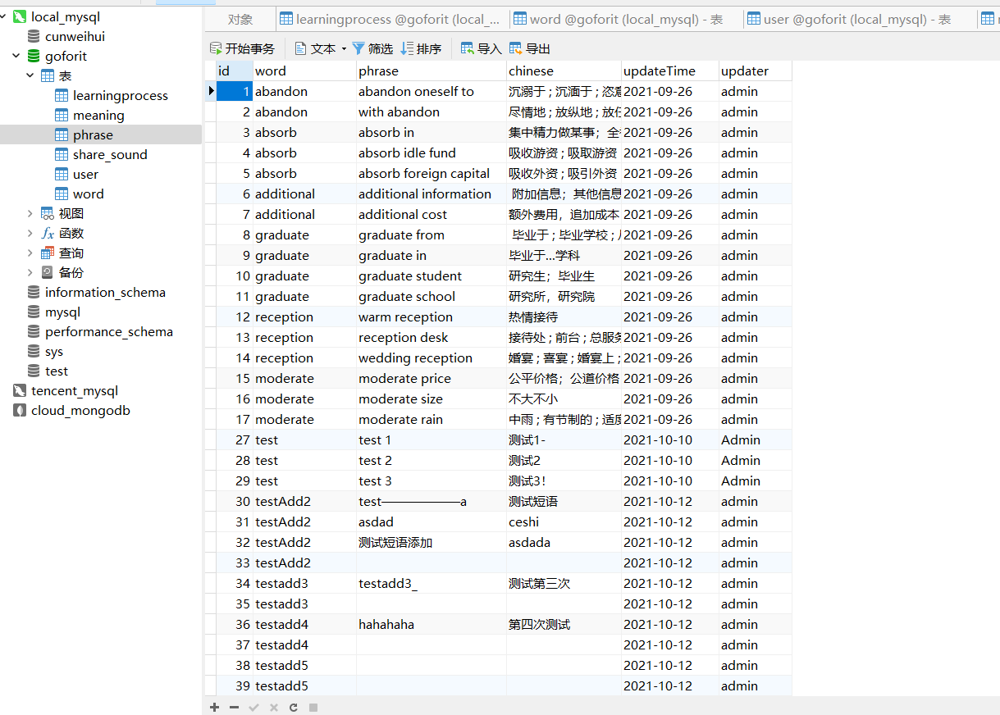 local_mysql
cunweihui
goforit
表
learningprocess
meaning
phrase
share_sound
user
word
视图
fx 函数
查询
备份
information_schema
mysql
performance_schema
sys
test
tencent_mysql
cloud_mongodb
对象 learningprocess @goforit (local_... word @goforit (local_mysql) - 表 user @goforit (local_mysql) - 表
开始事务 文本 筛选 排序 导入 导出
id word phrase chinese updateTime updater
1 abandon abandon oneself to 沉溺于 ; 沉湎于 ; 恣意 2021-09-26 admin
2 abandon with abandon 尽情地 ; 放纵地 ; 放任 2021-09-26 admin
3 absorb absorb in 集中精力做某事；全 2021-09-26 admin
4 absorb absorb idle fund 吸收游资 ; 吸取游资 2021-09-26 admin
5 absorb absorb foreign capital 吸收外资 ; 吸引外资 2021-09-26 admin
6 additional additional information 附加信息；其他信息 2021-09-26 admin
7 additional additional cost 额外费用，追加成本 2021-09-26 admin
8 graduate graduate from 毕业于 ; 毕业学校 ; 2021-09-26 admin
9 graduate graduate in 毕业于...学科 2021-09-26 admin
10 graduate graduate student 研究生；毕业生 2021-09-26 admin
11 graduate graduate school 研究所，研究院 2021-09-26 admin
12 reception warm reception 热情接待 2021-09-26 admin
13 reception reception desk 接待处 ; 前台 ; 总服务 2021-09-26 admin
14 reception wedding reception 婚宴 ; 喜宴 ; 婚宴上 ; 2021-09-26 admin
15 moderate moderate price 公平价格；公道价格 2021-09-26 admin
16 moderate moderate size 不大不小 2021-09-26 admin
17 moderate moderate rain 中雨 ; 有节制的 ; 适度 2021-09-26 admin
27 test test 1 测试1- 2021-10-10 Admin
28 test test 2 测试2 2021-10-10 Admin
29 test test 3 测试3！ 2021-10-10 Admin
30 testAdd2 test——————a 测试短语 2021-10-12 admin
31 testAdd2 asdad ceshi 2021-10-12 admin
32 testAdd2 测试短语添加 asdada 2021-10-12 admin
33 testAdd2 2021-10-12 admin
34 testadd3 testadd3_ 测试第三次 2021-10-12 admin
35 testadd3 2021-10-12 admin
36 testadd4 hahahaha 第四次测试 2021-10-12 admin
37 testadd4 2021-10-12 admin
38 testadd5 2021-10-12 admin
39 testadd5 2021-10-12 admin